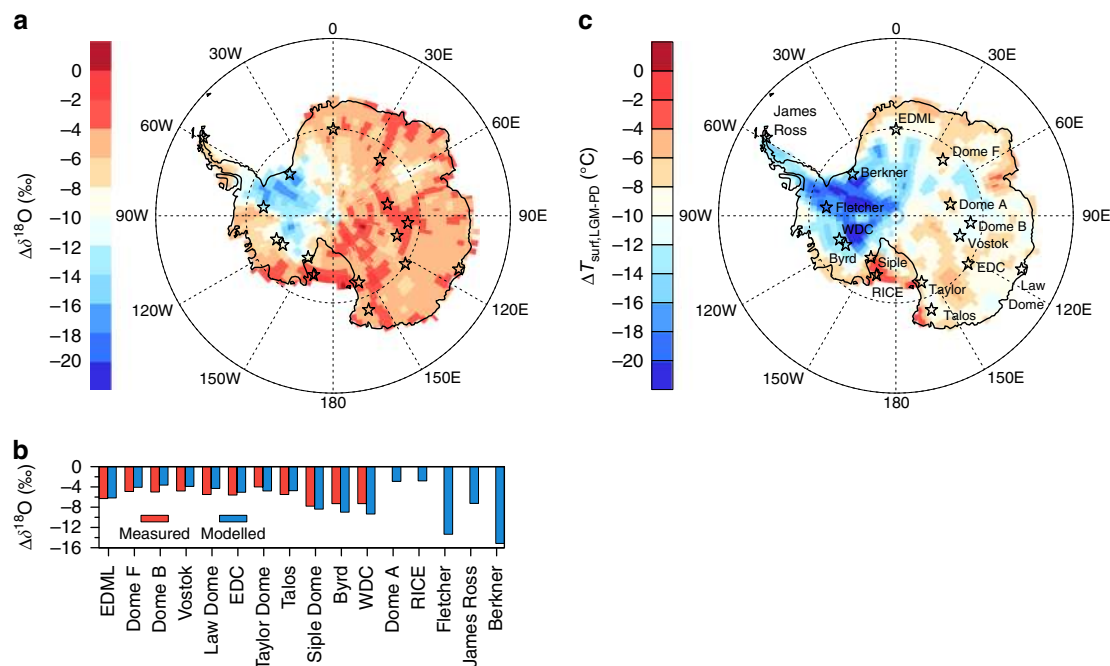 a
0
30W
30E
60W
60E
90W
90E
120W
120E
150W
150E
180
0
−2
−4
−6
−8
−10
−12
−14
−16
−18
−20
Δδ¹⁸O (‰)
c
0
30W
30E
60W
60E
90W
90E
120W
120E
150W
150E
180
0
−2
−4
−6
−8
−10
−12
−14
−16
−18
−20
ΔTsurf,LGM-PD (°C)
James
Ross
EDML
Dome F
Berkner
Fletcher
Dome A
Dome B
WDC
Vostok
Byrd
Siple
EDC
RICE
Taylor
Law
Dome
Talos
b
Δδ¹⁸O (‰)
0
−4
−8
−12
−16
Measured
Modelled
EDML
Dome F
Dome B
Vostok
Law Dome
EDC
Taylor Dome
Talos
Siple Dome
Byrd
WDC
Dome A
RICE
Fletcher
James Ross
Berkner